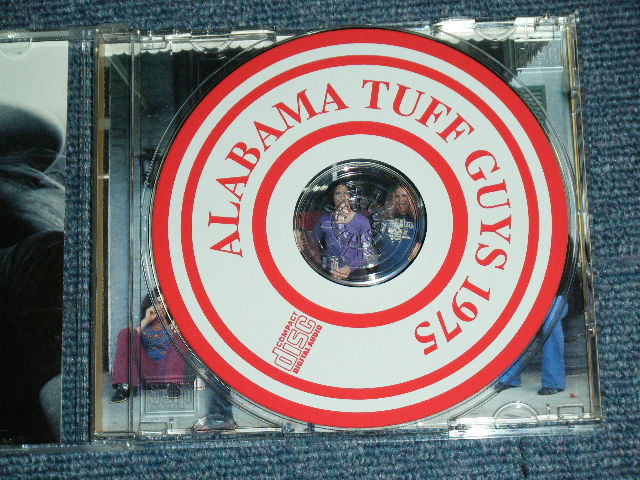 ALABAMA TUFF GUYS 1975
COMPACT
disc
DIGITAL AUDIO